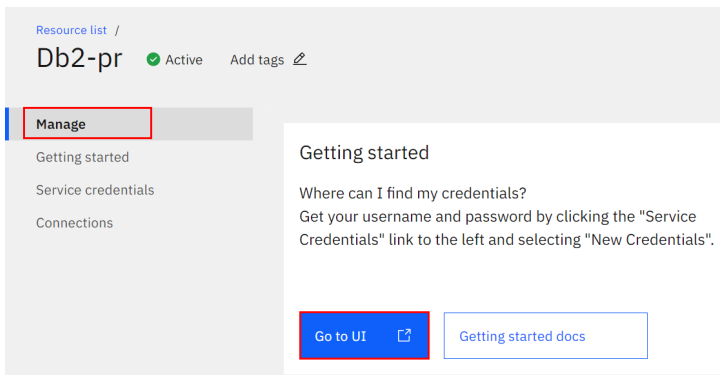 Resource list /
Db2-pr Active Add tags
Manage
Getting started
Service credentials
Connections
Getting started
Where can I find my credentials?
Get your username and password by clicking the "Service
Credentials" link to the left and selecting "New Credentials".
Go to UI Getting started docs